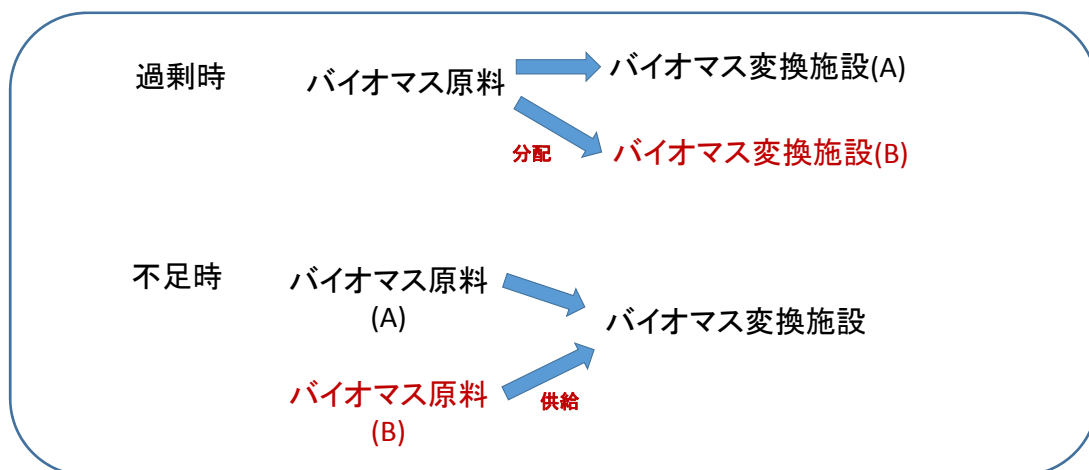 過剰時
バイオマス原料
バイオマス変換施設(A)
分配
バイオマス変換施設(B)
不足時
バイオマス原料
(A)
バイオマス変換施設
バイオマス原料
(B)
供給